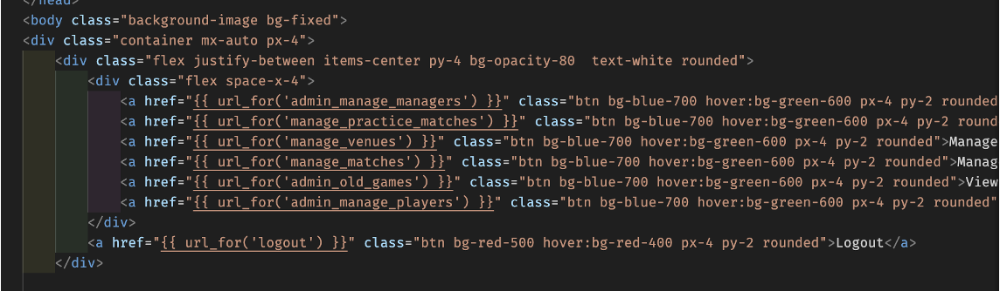 </head>
<body class="background-image bg-fixed">
<div class="container mx-auto px-4">
<div class="flex justify-between items-center py-4 bg-opacity-80  text-white rounded">
<div class="flex space-x-4">
<a href="{{ url_for('admin_manage_managers') }}" class="btn bg-blue-700 hover:bg-green-600 px-4 py-2 rounded
<a href="{{ url_for('manage_practice_matches') }}" class="btn bg-blue-700 hover:bg-green-600 px-4 py-2 rounded
<a href="{{ url_for('manage_venues') }}" class="btn bg-blue-700 hover:bg-green-600 px-4 py-2 rounded">Manage
<a href="{{ url_for('manage_matches') }}" class="btn bg-blue-700 hover:bg-green-600 px-4 py-2 rounded">Manag
<a href="{{ url_for('admin_old_games') }}" class="btn bg-blue-700 hover:bg-green-600 px-4 py-2 rounded">View
<a href="{{ url_for('admin_manage_players') }}" class="btn bg-blue-700 hover:bg-green-600 px-4 py-2 rounded"
</div>
<a href="{{ url_for('logout') }}" class="btn bg-red-500 hover:bg-red-400 px-4 py-2 rounded">Logout</a>
</div>